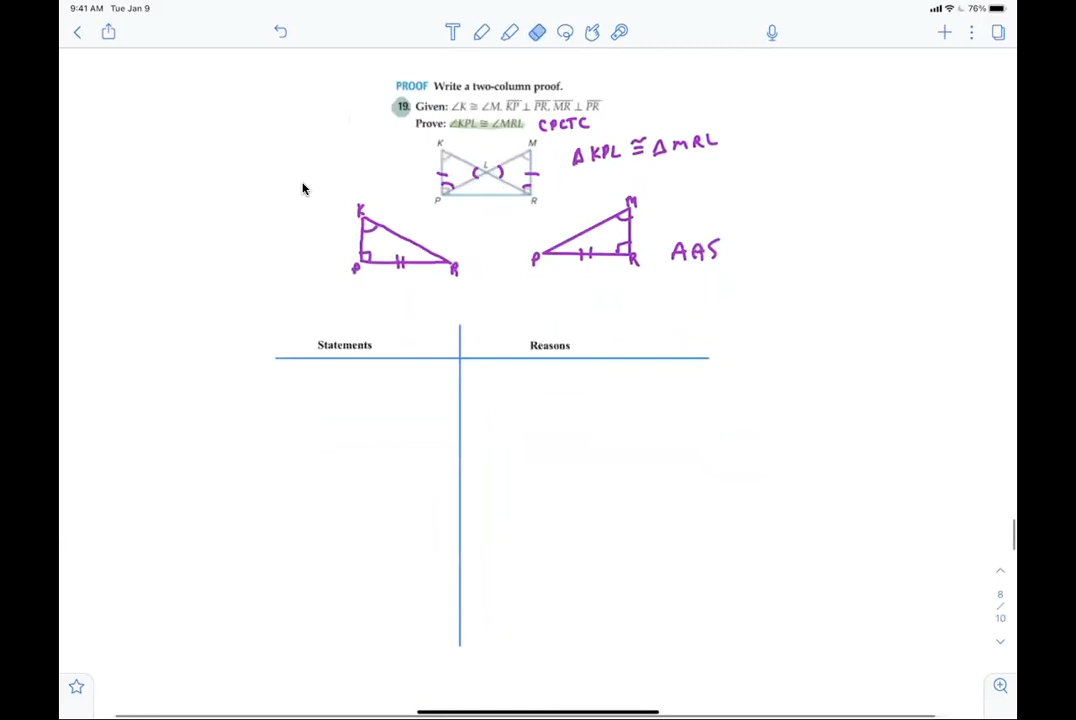 9:41 AM Tue Jan 9
76%
PROOF Write a two-column proof.
19. Given: ∠K ≅ ∠M, KP ⊥ PR, MR ⊥ PR
Prove: ∠KPL ≅ ∠MRL CPCTC
△KPL ≅ △MRL
K M
L
P R
K
P R
M
P R
AAS
Statements Reasons
8
/
10